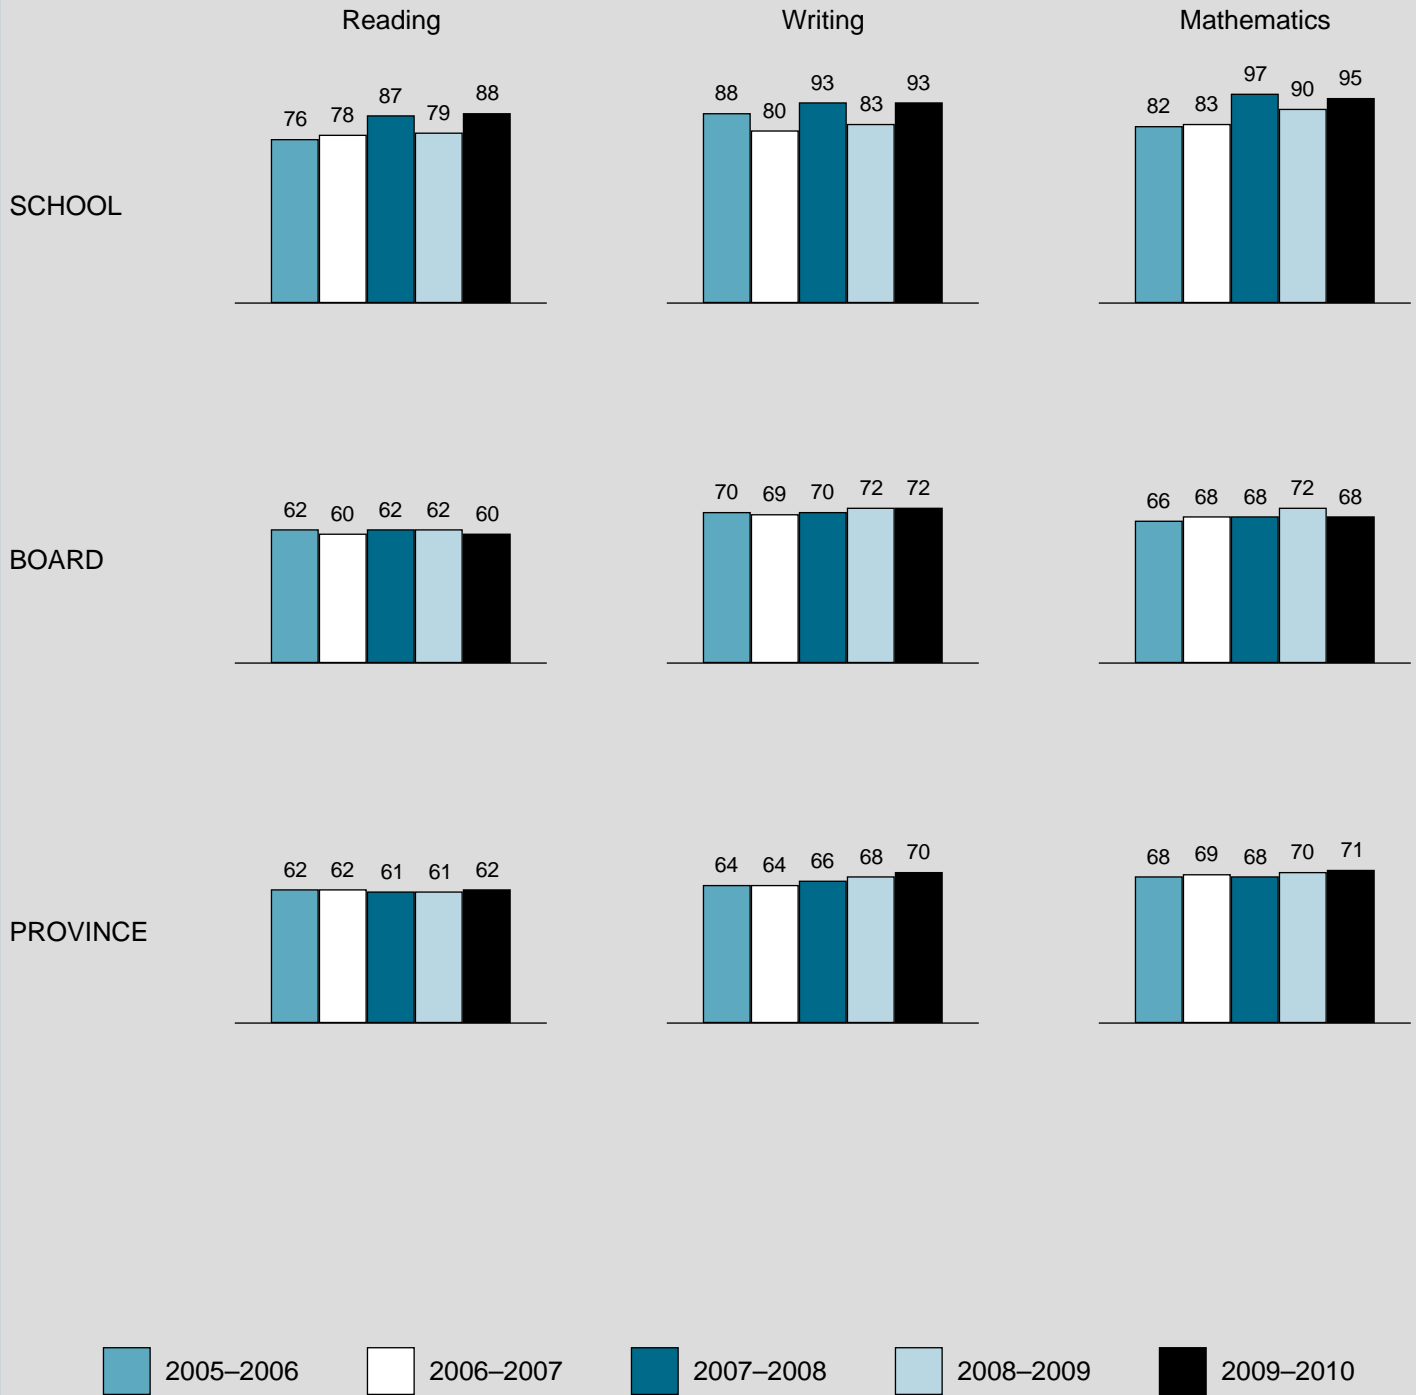 Reading Writing Mathematics
76 78 87 79 88 88 80 93 83 93 82 83 97 90 95
SCHOOL
62 60 62 62 60 70 69 70 72 72 66 68 68 72 68
BOARD
62 62 61 61 62 64 64 66 68 70 68 69 68 70 71
PROVINCE
2005–2006 2006–2007 2007–2008 2008–2009 2009–2010